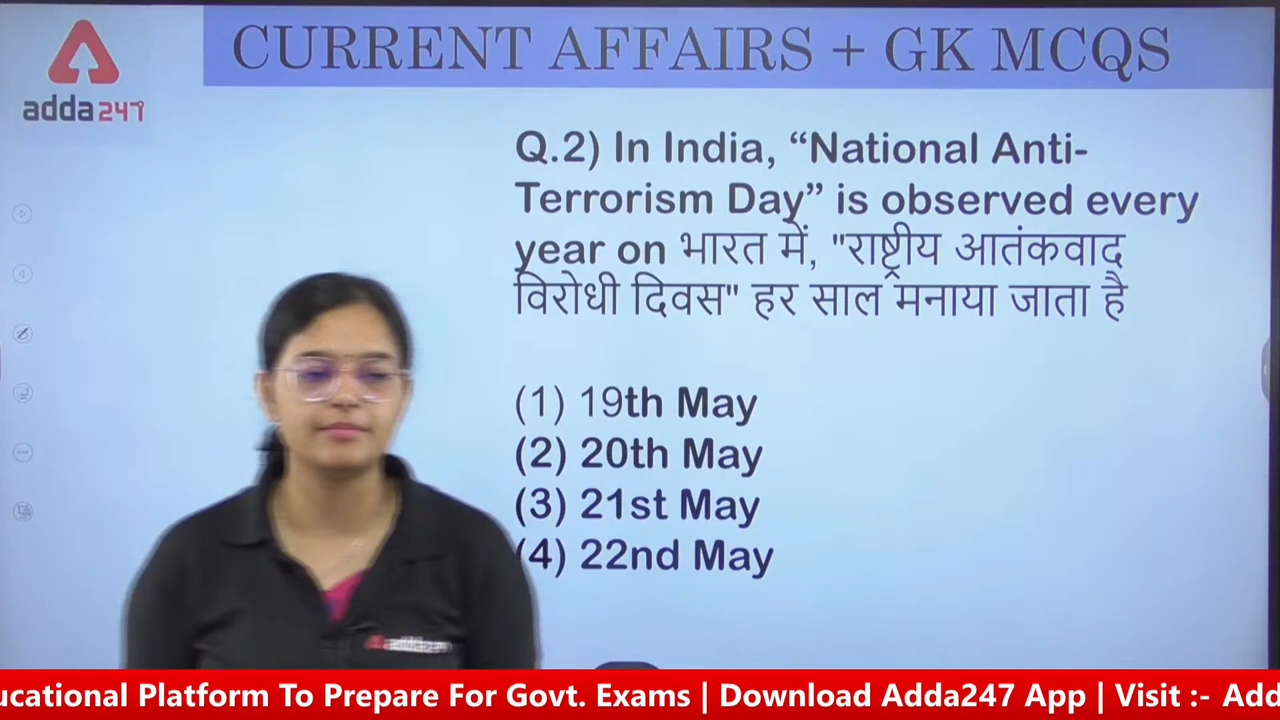 CURRENT AFFAIRS + GK MCQS
adda247
Q.2) In India, “National Anti-
Terrorism Day” is observed every
year on भारत में, "राष्ट्रीय आतंकवाद
विरोधी दिवस" हर साल मनाया जाता है
(1) 19th May
(2) 20th May
(3) 21st May
(4) 22nd May
Educational Platform To Prepare For Govt. Exams | Download Adda247 App | Visit :- Add